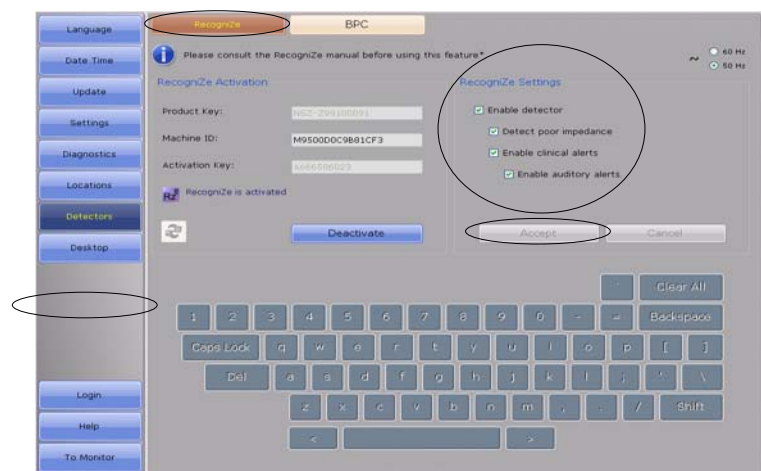 Language
Date Time
Update
Settings
Diagnostics
Locations
Detectors
Desktop
Login
Help
To Monitor
RecogniZe
BPC
Please consult the RecogniZe manual before using this feature*
~
60 Hz
50 Hz
RecogniZe Activation
Product Key:
Machine ID: M9500D0C9B81CF3
Activation Key:
RecogniZe is activated
Deactivate
RecogniZe Settings
Enable detector
Detect poor impedance
Enable clinical alerts
Enable auditory alerts
Accept
Cancel
Clear All
1 2 3 4 5 6 7 8 9 0 - = Backspace
Caps Lock q w e r t y u i o p [ ]
Del a s d f g h j k l ; ' \
z x c v b n m , . / Shift
< >